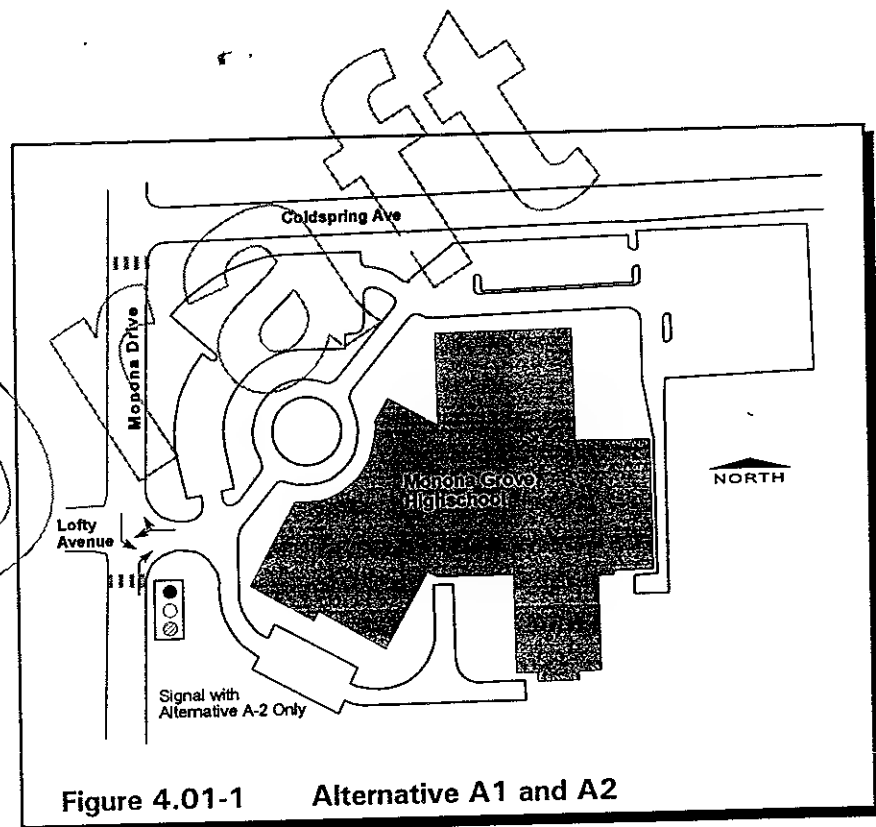 Draft
Coldspring Ave
Monona Drive
Monona Grove
Highschool
NORTH
Lofty
Avenue
Signal with
Alternative A-2 Only
Figure 4.01-1 Alternative A1 and A2